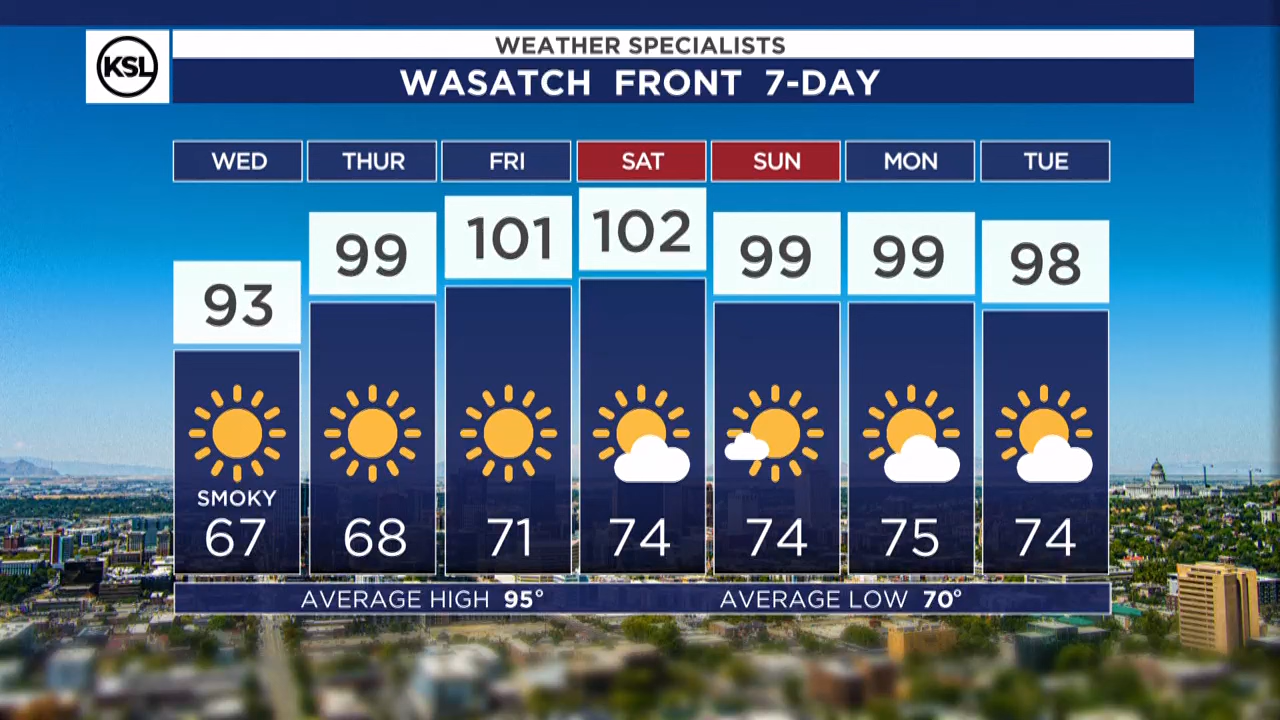 KSL
WEATHER SPECIALISTS
WASATCH FRONT 7-DAY
WED THUR FRI SAT SUN MON TUE
93 99 101 102 99 99 98
SMOKY
67 68 71 74 74 75 74
AVERAGE HIGH 95° AVERAGE LOW 70°